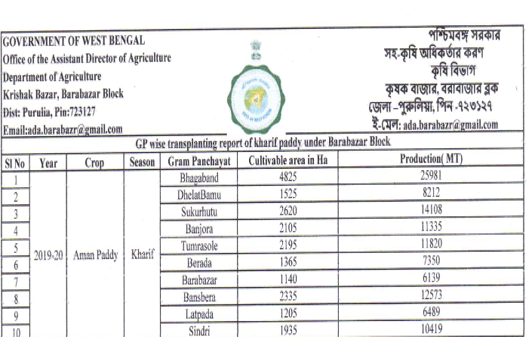 GOVERNMENT OF WEST BENGAL
Office of the Assistant Director of Agriculture
Department of Agriculture
Krishak Bazar, Barabazar Block
Dist: Purulia, Pin:723127
Email:ada.barabazr@gmail.com
পশ্চিমবঙ্গ সরকার
সহ-কৃষি অধিকর্তার করণ
কৃষি বিভাগ
কৃষক বাজার, বরাবাজার ব্লক
জেলা -পুরুলিয়া, পিন -৭২৩১২৭
ই-মেল: ada.barabazr@gmail.com
GP wise transplanting report of kharif paddy under Barabazar Block
Sl No Year Crop Season Gram Panchayat Cultivable area in Ha Production( MT)
1 2019-20 Aman Paddy Kharif Bhagaband 4825 25981
2 DhelatBamu 1525 8212
3 Sukurhutu 2620 14108
4 Banjora 2105 11335
5 Tumrasole 2195 11820
6 Berada 1365 7350
7 Barabazar 1140 6139
8 Bansbera 2335 12573
9 Latpada 1205 6489
10 Sindri 1935 10419